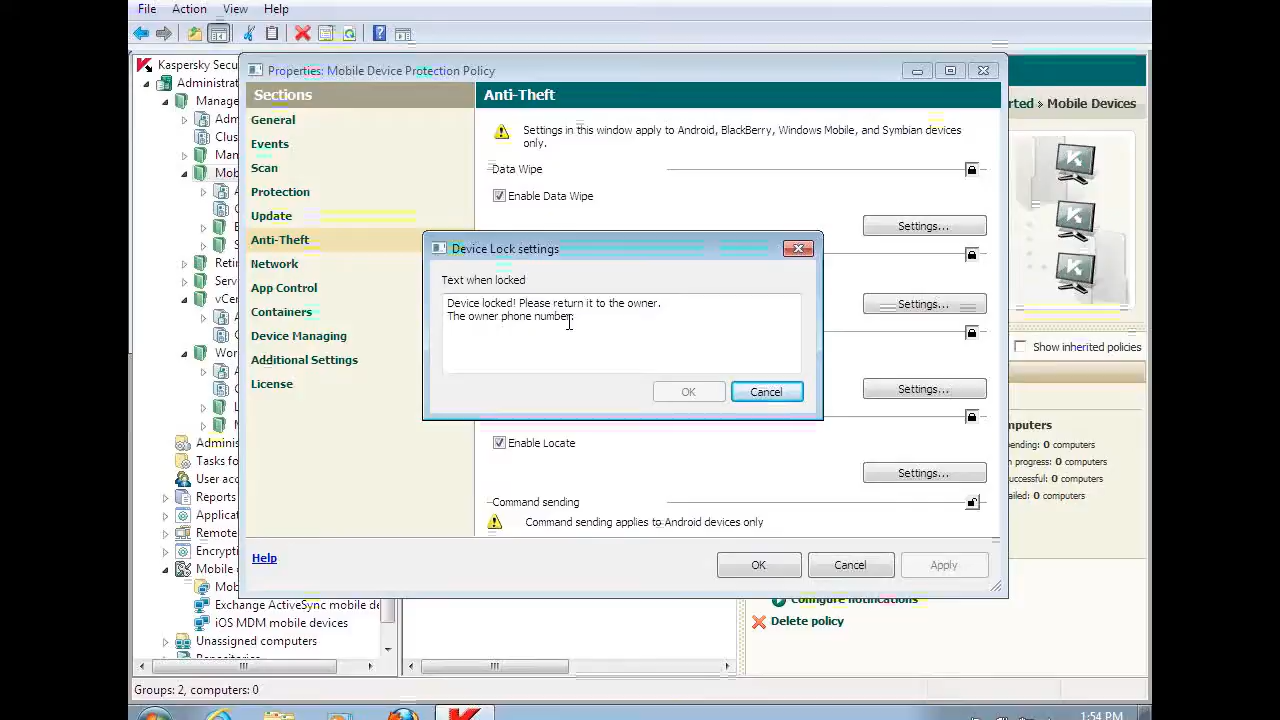 File Action View Help
Kaspersky Secu
Administrat
Manage
Adm
Clus
Man
Mob
Retir
vCen
Wor
Adminis
Tasks fo
User acco
Reports
Applicat
Remote
Encrypti
Mobile d
Mob
Exchange ActiveSync mobile de
iOS MDM mobile devices
Unassigned computers
Groups: 2, computers: 0
Properties: Mobile Device Protection Policy
Sections
General
Events
Scan
Protection
Update
Anti-Theft
Network
App Control
Containers
Device Managing
Additional Settings
License
Help
Anti-Theft
Settings in this window apply to Android, BlackBerry, Windows Mobile, and Symbian devices
only.
Data Wipe
Enable Data Wipe
Settings...
Settings...
Settings...
Enable Locate
Settings...
Command sending
Command sending applies to Android devices only
OK Cancel Apply
Device Lock settings
Text when locked
Device locked! Please return it to the owner.
The owner phone number:
OK Cancel
rted » Mobile Devices
Show inherited policies
mputers
ending: 0 computers
n progress: 0 computers
uccessful: 0 computers
ailed: 0 computers
Configure notifications
Delete policy
1:54 PM